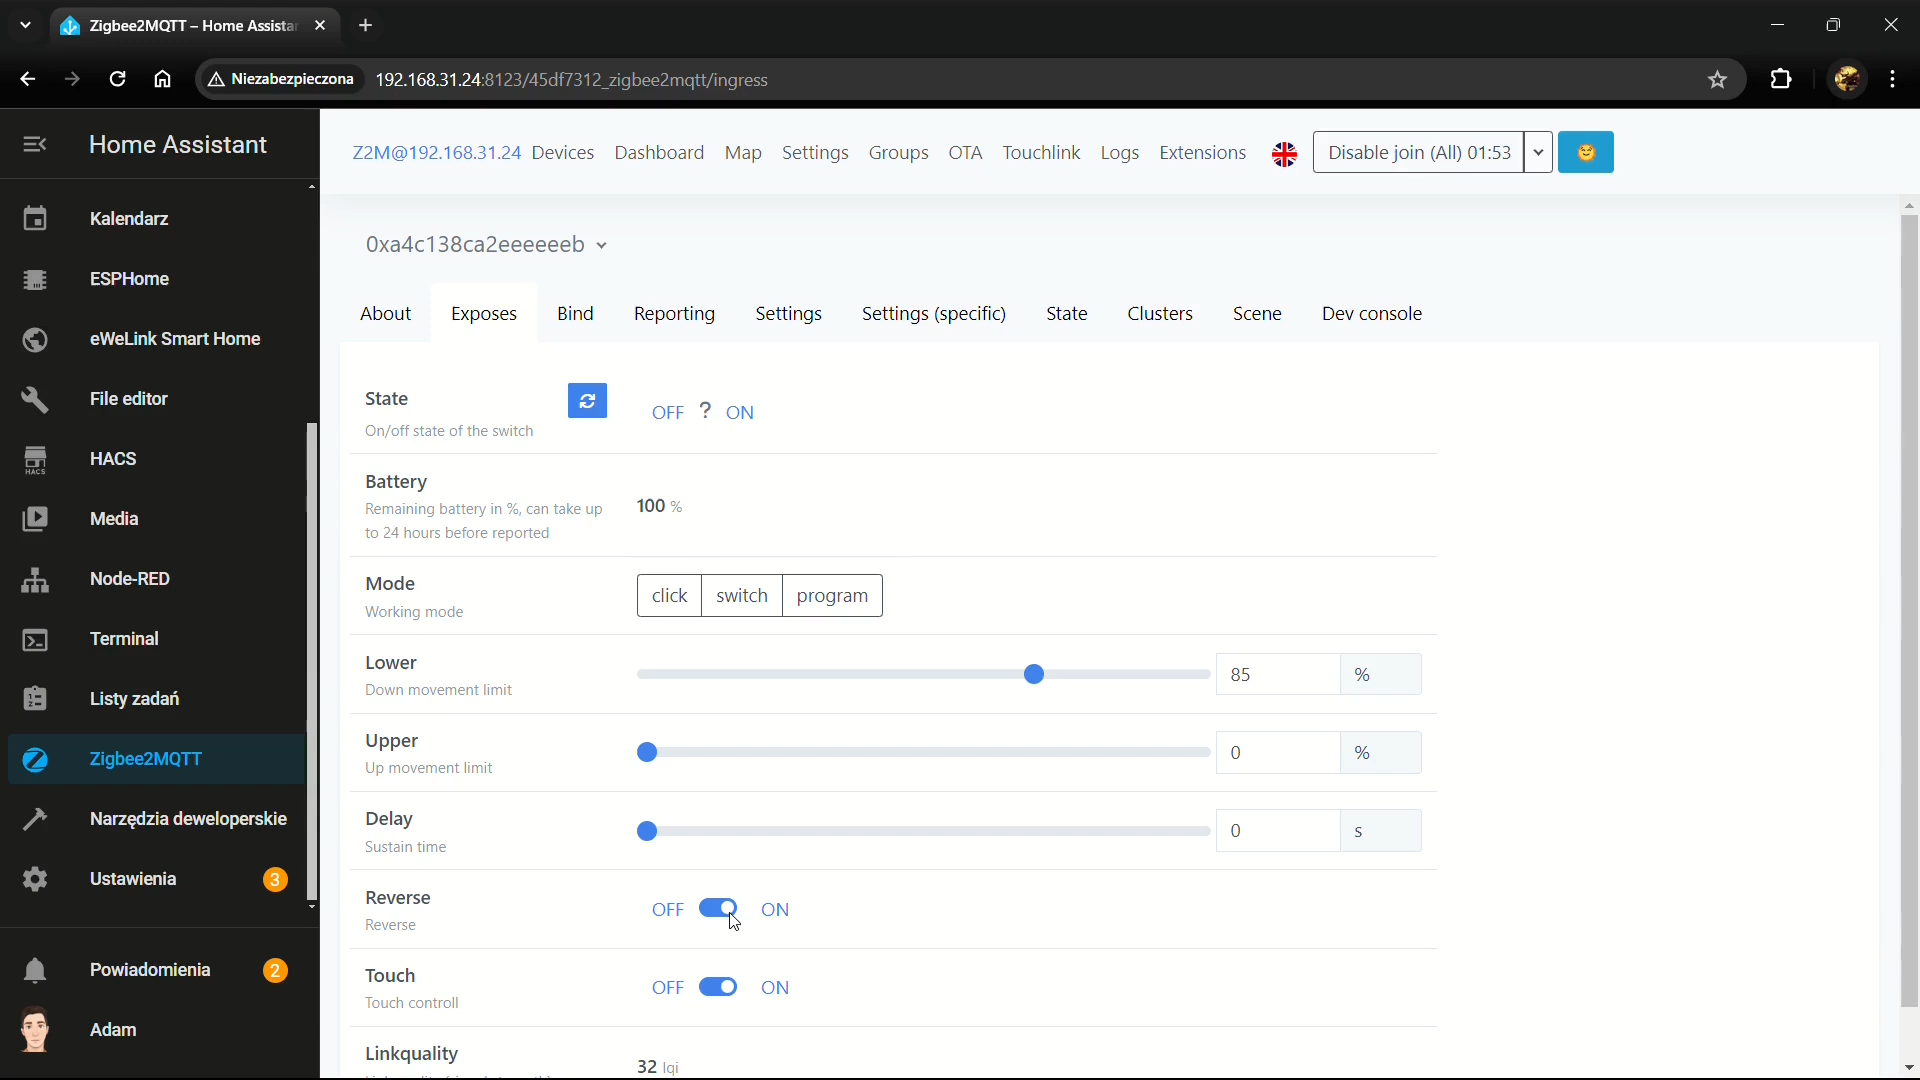 Zigbee2MQTT – Home Assista
Niezabezpieczona
192.168.31.24:8123/45df7312_zigbee2mqtt/ingress
Home Assistant
Kalendarz
ESPHome
eWeLink Smart Home
File editor
HACS
HACS
Media
Node-RED
Terminal
Listy zadań
Zigbee2MQTT
Narzędzia deweloperskie
Ustawienia 3
Powiadomienia 2
Adam
Z2M@192.168.31.24 Devices Dashboard Map Settings Groups OTA Touchlink Logs Extensions Disable join (All) 01:53
0xa4c138ca2eeeeeeb
About Exposes Bind Reporting Settings Settings (specific) State Clusters Scene Dev console
State
On/off state of the switch
OFF ? ON
Battery
Remaining battery in %, can take up
to 24 hours before reported
100 %
Mode
Working mode
click switch program
Lower
Down movement limit
85 %
Upper
Up movement limit
0 %
Delay
Sustain time
0 s
Reverse
Reverse
OFF ON
Touch
Touch controll
OFF ON
Linkquality
32 lqi